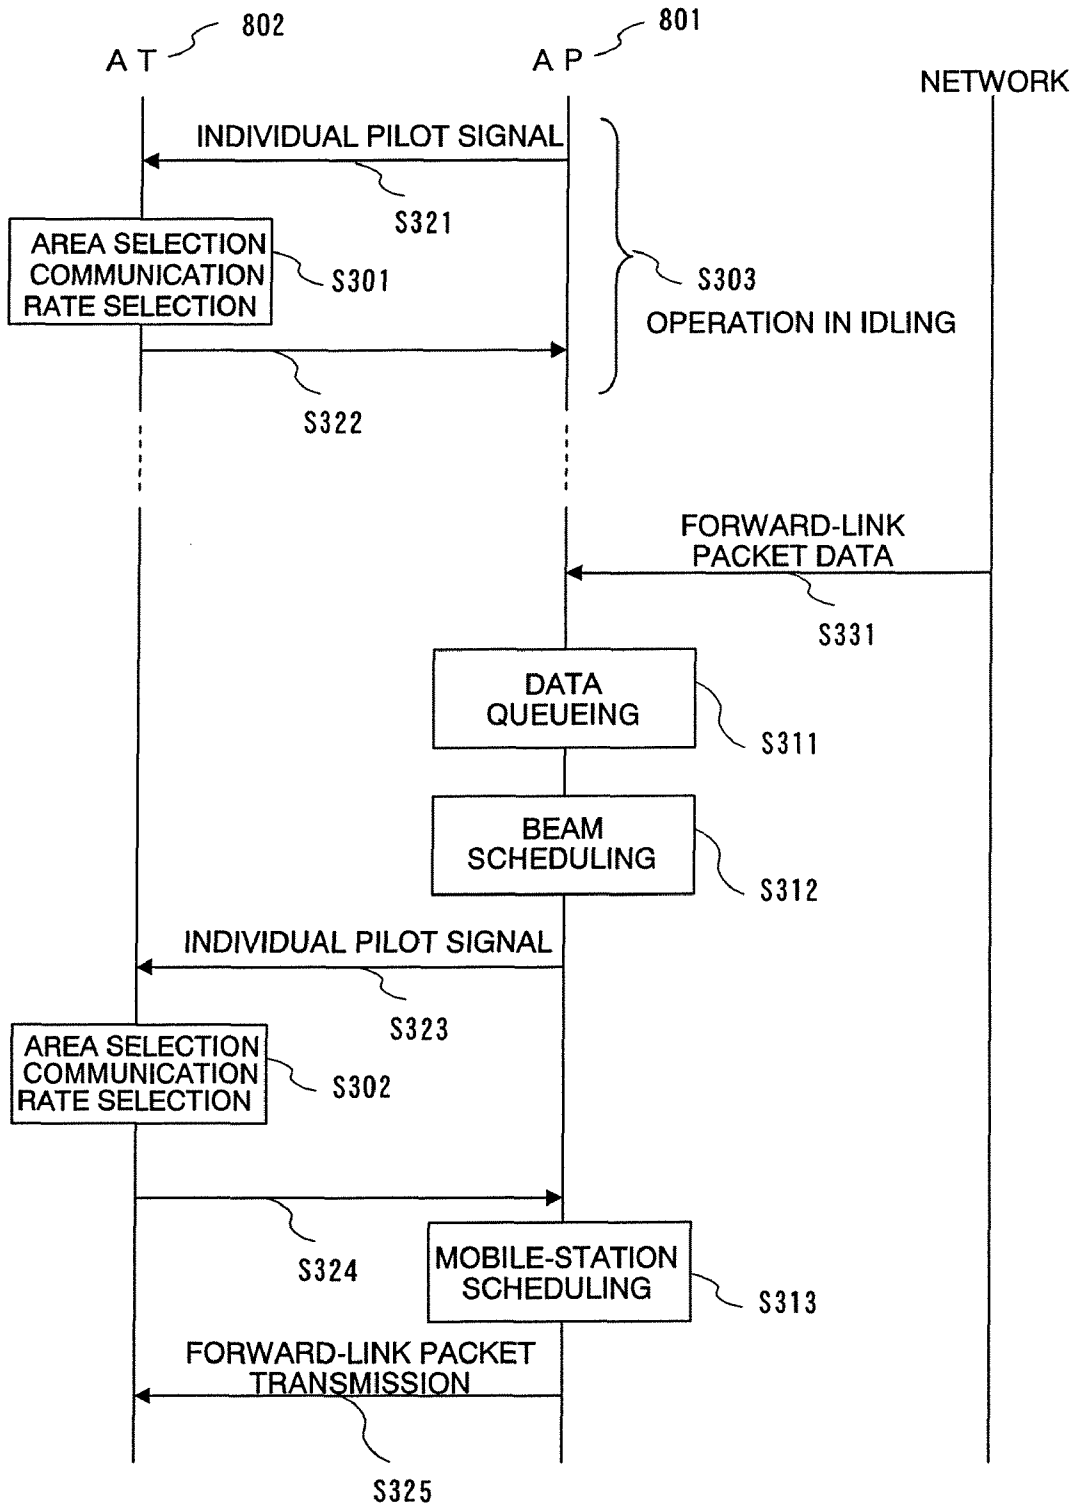 802
801
A T
A P
NETWORK
INDIVIDUAL PILOT SIGNAL
S321
AREA SELECTION
COMMUNICATION
RATE SELECTION
S301
S303
OPERATION IN IDLING
S322
FORWARD-LINK
PACKET DATA
S331
DATA
QUEUEING
S311
BEAM
SCHEDULING
S312
INDIVIDUAL PILOT SIGNAL
S323
AREA SELECTION
COMMUNICATION
RATE SELECTION
S302
S324
MOBILE-STATION
SCHEDULING
S313
FORWARD-LINK PACKET
TRANSMISSION
S325